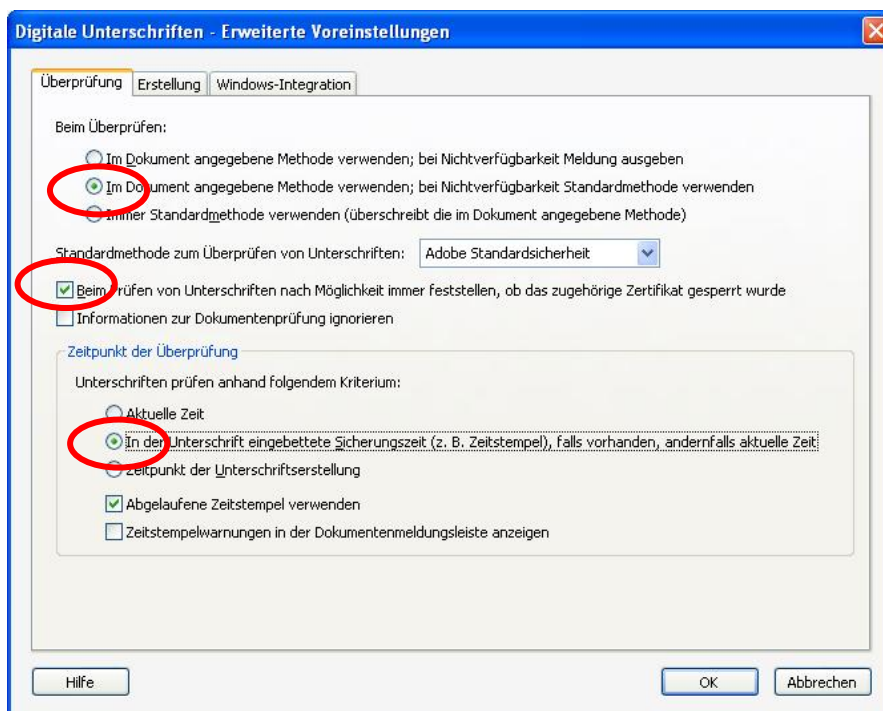 Digitale Unterschriften - Erweiterte Voreinstellungen
Überprüfung Erstellung Windows-Integration
Beim Überprüfen:
Im Dokument angegebene Methode verwenden; bei Nichtverfügbarkeit Meldung ausgeben
Im Dokument angegebene Methode verwenden; bei Nichtverfügbarkeit Standardmethode verwenden
Immer Standardmethode verwenden (überschreibt die im Dokument angegebene Methode)
Standardmethode zum Überprüfen von Unterschriften: Adobe Standardsicherheit
Beim Prüfen von Unterschriften nach Möglichkeit immer feststellen, ob das zugehörige Zertifikat gesperrt wurde
Informationen zur Dokumentenprüfung ignorieren
Zeitpunkt der Überprüfung
Unterschriften prüfen anhand folgendem Kriterium:
Aktuelle Zeit
In der Unterschrift eingebettete Sicherungszeit (z. B. Zeitstempel), falls vorhanden, andernfalls aktuelle Zeit
Zeitpunkt der Unterschriftserstellung
Abgelaufene Zeitstempel verwenden
Zeitstempelwarnungen in der Dokumentenmeldungsleiste anzeigen
Hilfe OK Abbrechen